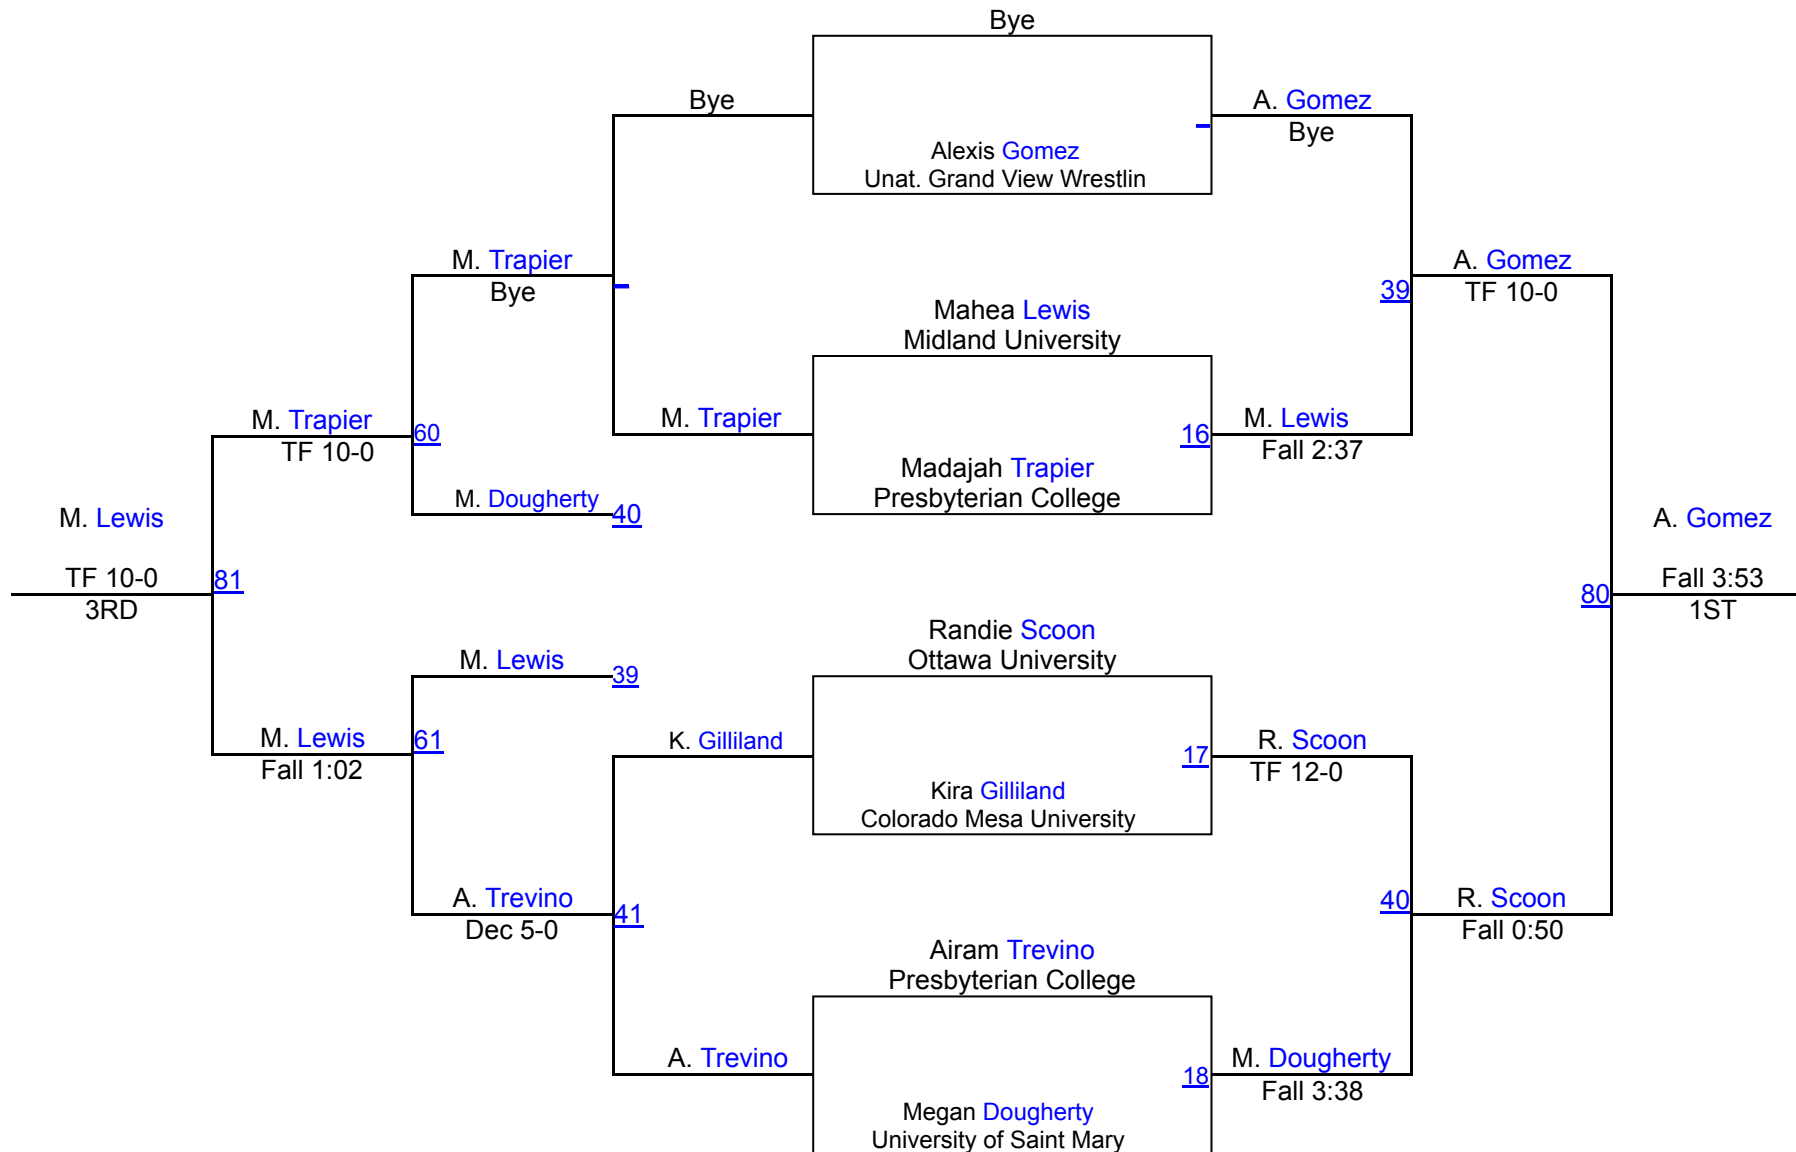 Bye
Bye
A. Gomez
Bye
Alexis Gomez
Unat. Grand View Wrestlin
M. Trapier
Bye
A. Gomez
TF 10-0
39
Mahea Lewis
Midland University
M. Trapier
TF 10-0
60
M. Trapier
16
M. Lewis
Fall 2:37
Madajah Trapier
Presbyterian College
M. Dougherty
40
M. Lewis
TF 10-0
3RD
81
A. Gomez
Fall 3:53
1ST
80
Randie Scoon
Ottawa University
M. Lewis
39
M. Lewis
Fall 1:02
61
K. Gilliland
17
R. Scoon
TF 12-0
Kira Gilliland
Colorado Mesa University
A. Trevino
Dec 5-0
41
40
R. Scoon
Fall 0:50
Airam Trevino
Presbyterian College
A. Trevino
18
M. Dougherty
Fall 3:38
Megan Dougherty
University of Saint Mary